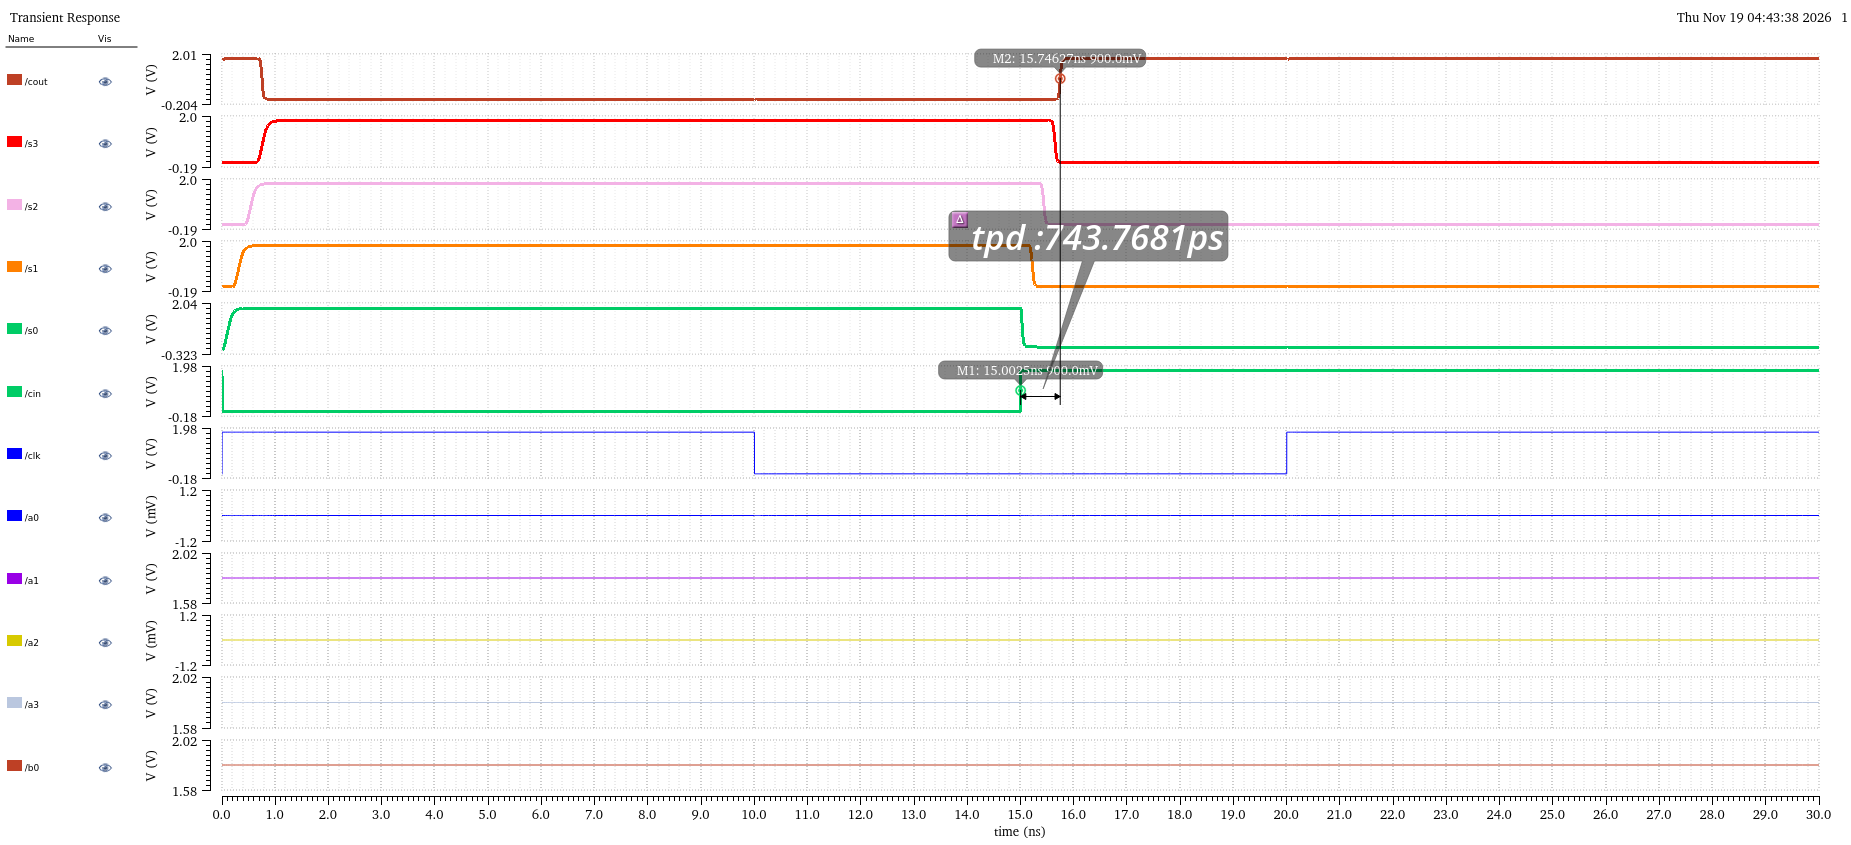 Transient Response
Thu Nov 19 04:43:38 2026 1
Name Vis
/cout
V (V)
2.01
-0.204
M2: 15.74627ns 900.0mV
/s3
V (V)
2.0
-0.19
/s2
V (V)
2.0
-0.19
Δ
tpd :743.7681ps
/s1
V (V)
2.0
-0.19
/s0
V (V)
2.04
-0.323
/cin
V (V)
1.98
-0.18
M1: 15.0025ns 900.0mV
/clk
V (V)
1.98
-0.18
/a0
V (mV)
1.2
-1.2
/a1
V (V)
2.02
1.58
/a2
V (mV)
1.2
-1.2
/a3
V (V)
2.02
1.58
/b0
V (V)
2.02
1.58
0.0 1.0 2.0 3.0 4.0 5.0 6.0 7.0 8.0 9.0 10.0 11.0 12.0 13.0 14.0 15.0 16.0 17.0 18.0 19.0 20.0 21.0 22.0 23.0 24.0 25.0 26.0 27.0 28.0 29.0 30.0
time (ns)